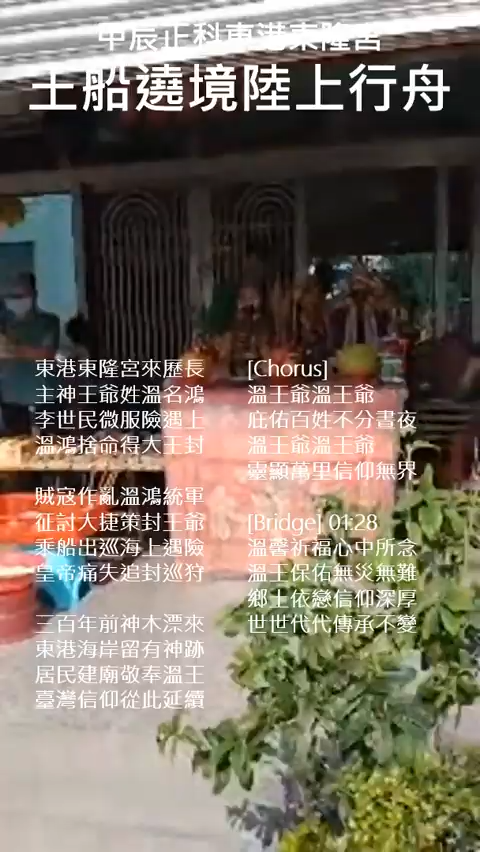 甲辰正科東港東隆宮
王船遶境陸上行舟
東港東隆宮來歷長
主神王爺姓溫名鴻
李世民微服險遇上
溫鴻捨命得大王封
賊寇作亂溫鴻統軍
征討大捷策封王爺
乘船出巡海上遇險
皇帝痛失追封巡狩
三百年前神木漂來
東港海岸留有神跡
居民建廟敬奉溫王
臺灣信仰從此延續
[Chorus]
溫王爺溫王爺
庇佑百姓不分晝夜
溫王爺溫王爺
靈顯萬里信仰無界
[Bridge] 01:28
溫馨祈福心中所念
溫王保佑無災無難
鄉土依戀信仰深厚
世世代代傳承不變